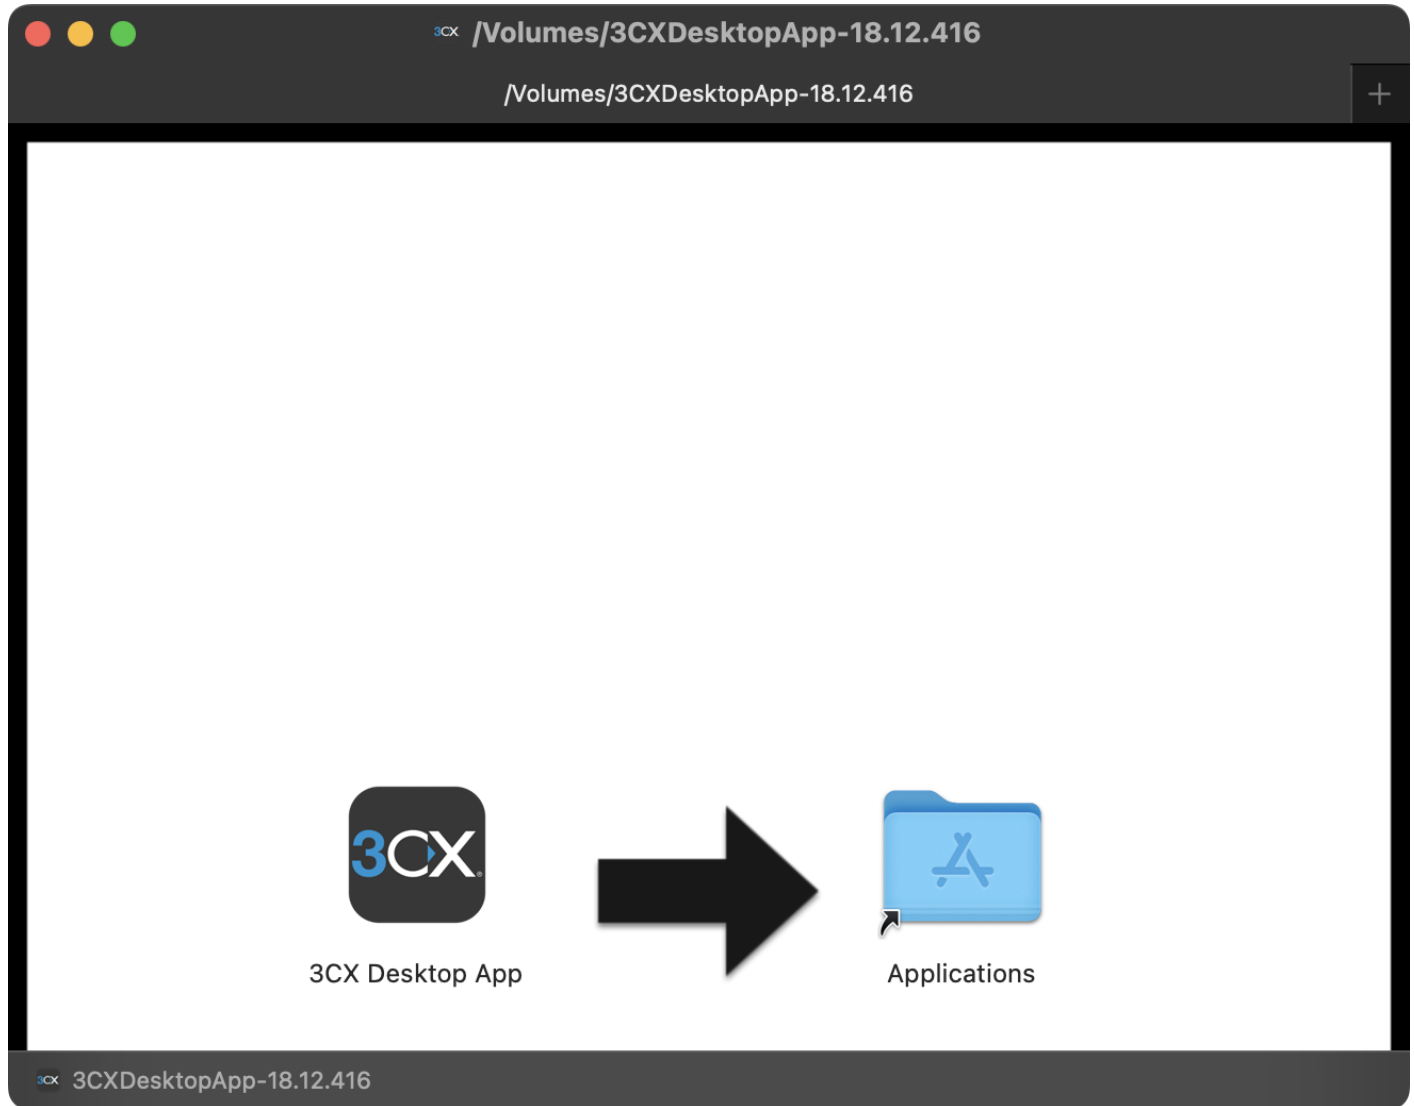 3CX /Volumes/3CXDesktopApp-18.12.416
/Volumes/3CXDesktopApp-18.12.416
3CX
3CX Desktop App
Applications
3CX 3CXDesktopApp-18.12.416